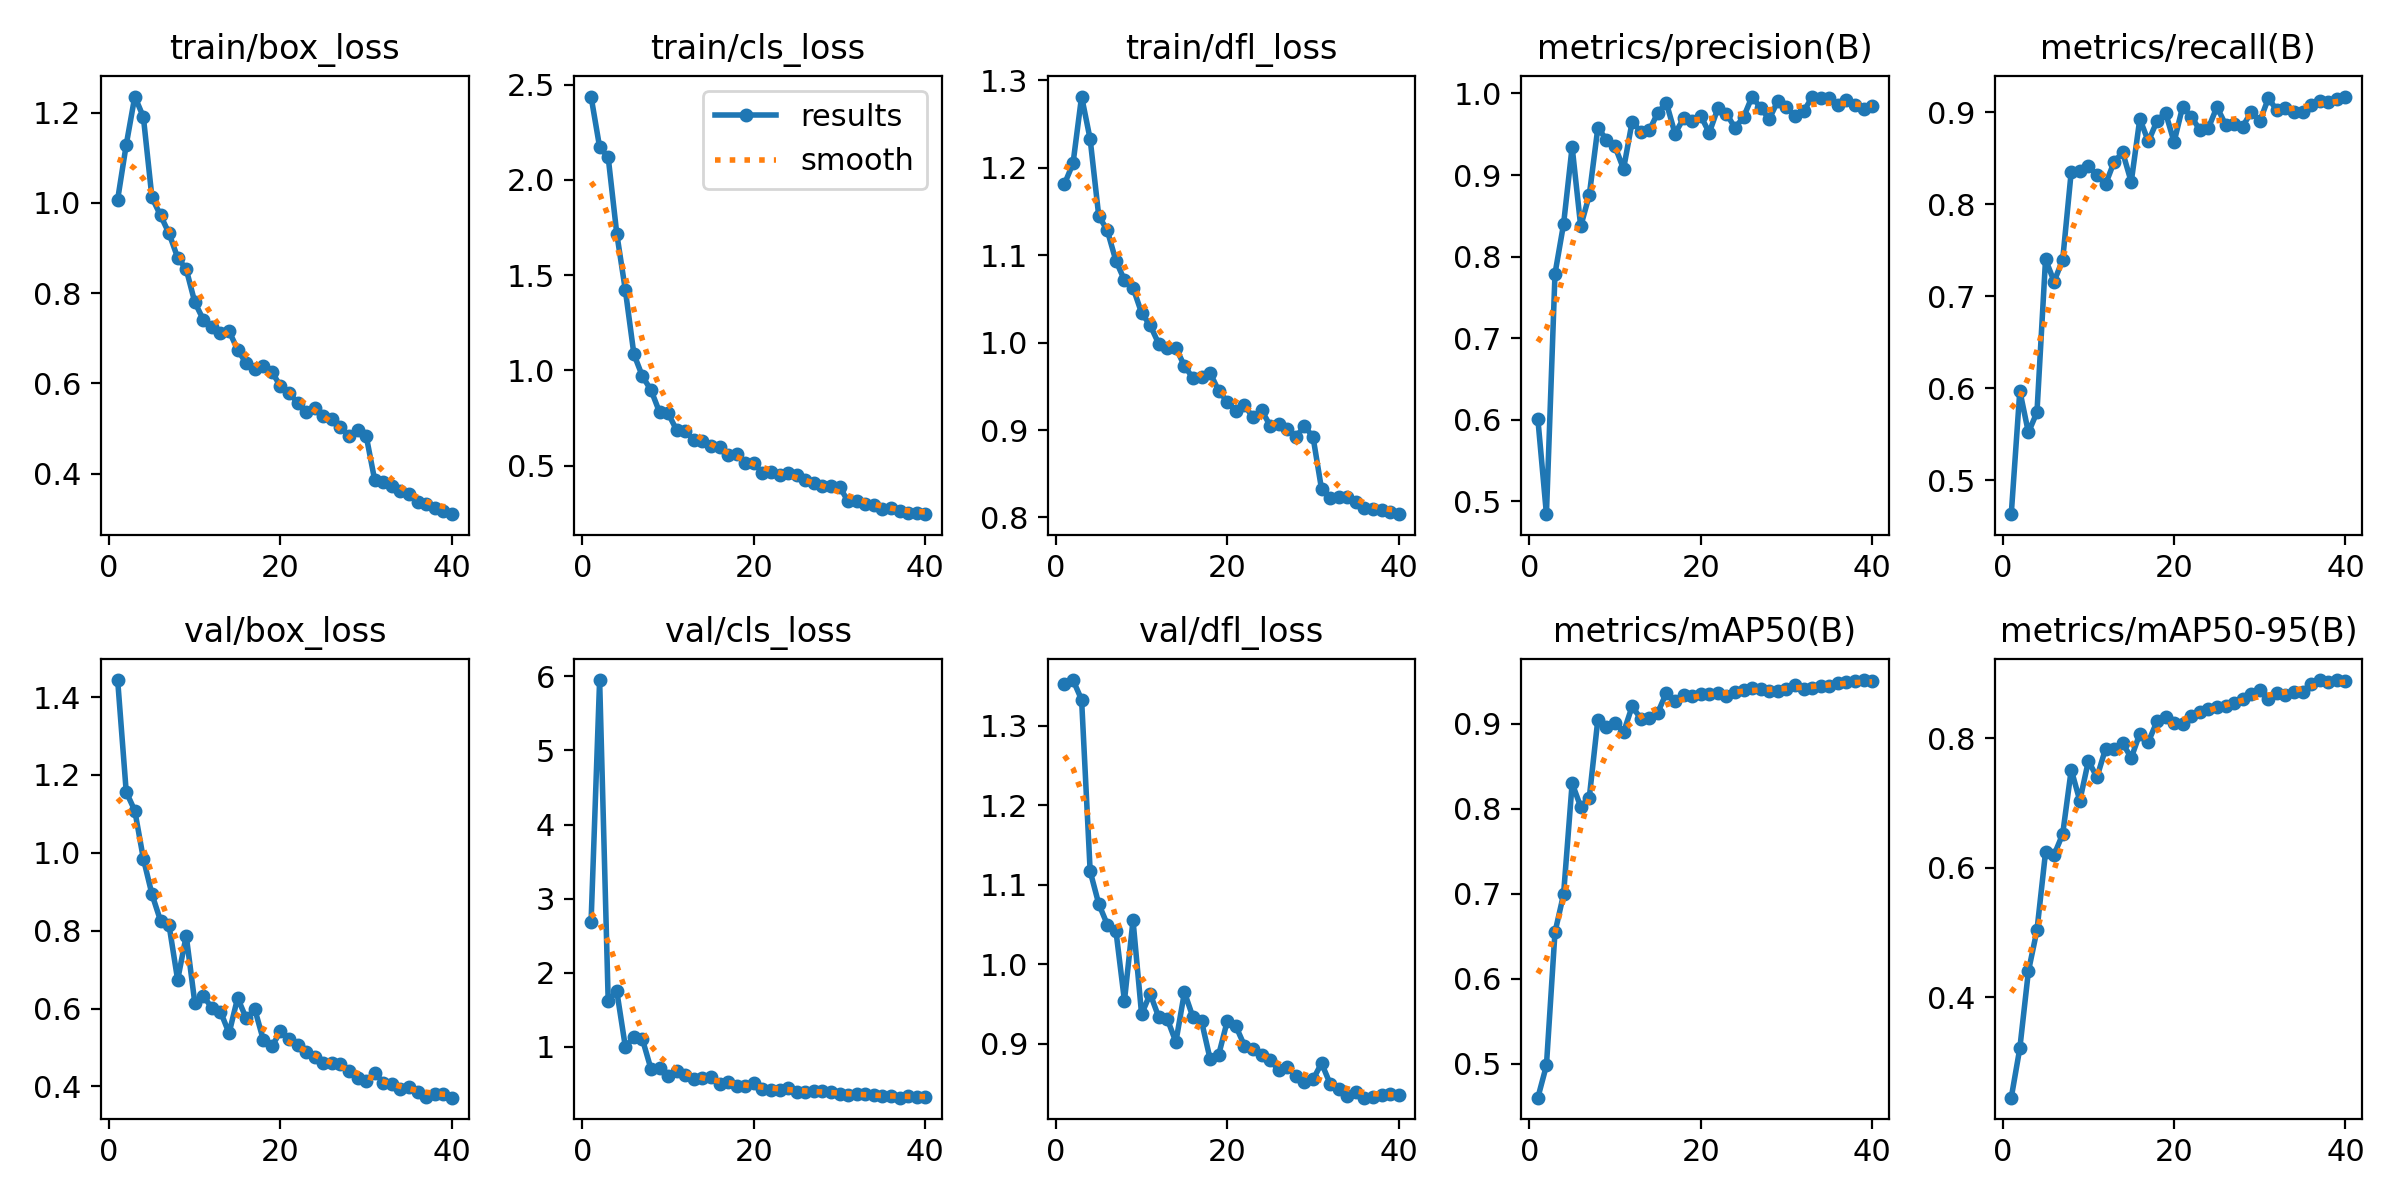 train/box_loss
1.2
1.0
0.8
0.6
0.4
0 20 40
train/cls_loss
2.5
2.0
1.5
1.0
0.5
0 20 40
results
smooth
train/dfl_loss
1.3
1.2
1.1
1.0
0.9
0.8
0 20 40
metrics/precision(B)
1.0
0.9
0.8
0.7
0.6
0.5
0 20 40
metrics/recall(B)
0.9
0.8
0.7
0.6
0.5
0 20 40
val/box_loss
1.4
1.2
1.0
0.8
0.6
0.4
0 20 40
val/cls_loss
6
5
4
3
2
1
0 20 40
val/dfl_loss
1.3
1.2
1.1
1.0
0.9
0 20 40
metrics/mAP50(B)
0.9
0.8
0.7
0.6
0.5
0 20 40
metrics/mAP50-95(B)
0.8
0.6
0.4
0 20 40